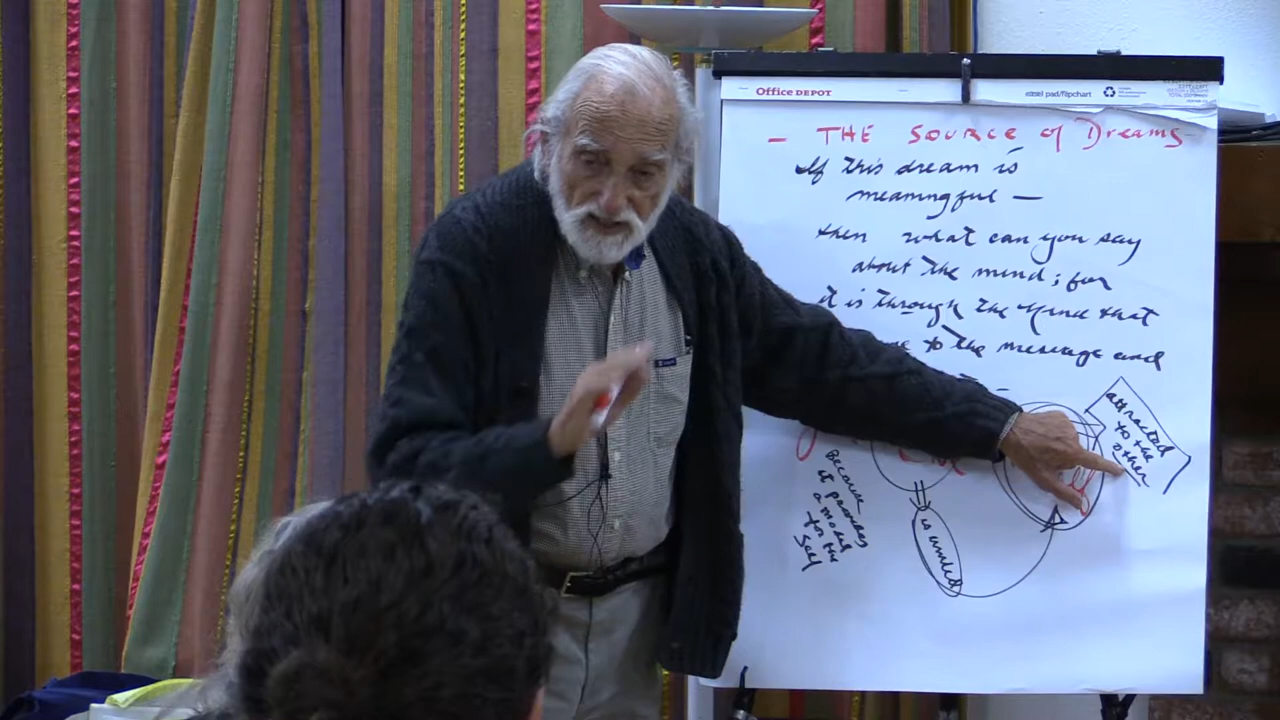 Office DEPOT
easel pad/flipchart
- THE SOURCE of Dreams -
If this dream is
meaningful —
then what can you say
about the mind; for
it is through the Mind that
to the message and
attracted
to the
other
Because
it provides
a model
for the
Self
is united